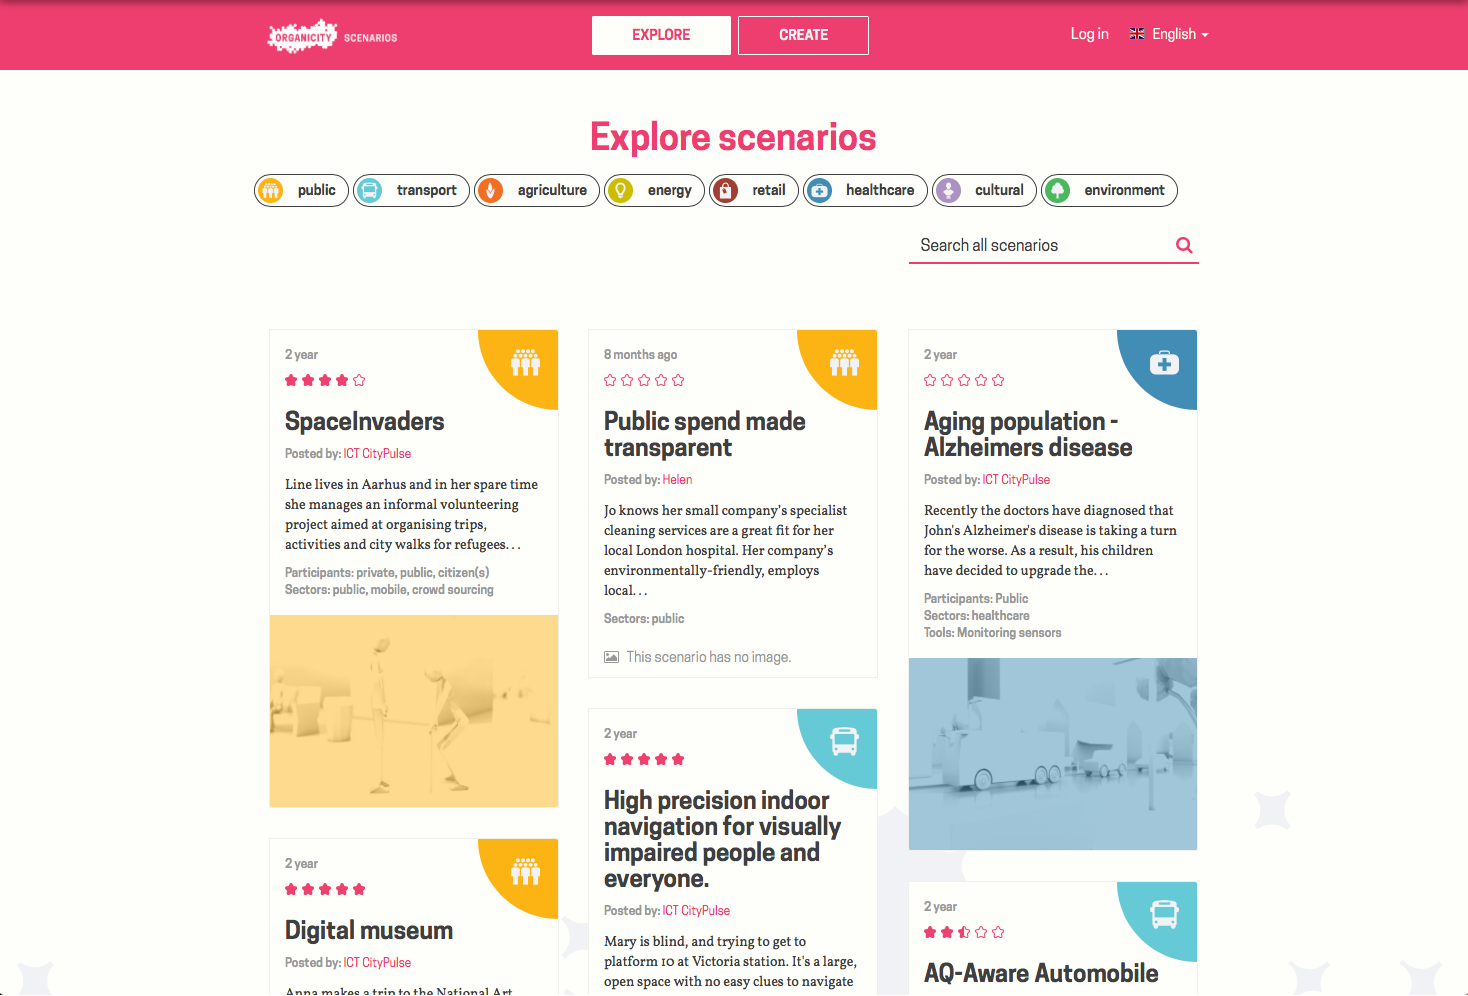 ORGANICITY SCENARIOS
EXPLORE
CREATE
Log in
English
Explore scenarios
public
transport
agriculture
energy
retail
healthcare
cultural
environment
Search all scenarios
2 year
SpaceInvaders
Posted by: ICT CityPulse
Line lives in Aarhus and in her spare time
she manages an informal volunteering
project aimed at organising trips,
activities and city walks for refugees…
Participants: private, public, citizen(s)
Sectors: public, mobile, crowd sourcing
2 year
Digital museum
Posted by: ICT CityPulse
Anna makes a trip to the National Art
8 months ago
Public spend made
transparent
Posted by: Helen
Jo knows her small company's specialist
cleaning services are a great fit for her
local London hospital. Her company's
environmentally-friendly, employs
local…
Sectors: public
This scenario has no image.
2 year
High precision indoor
navigation for visually
impaired people and
everyone.
Posted by: ICT CityPulse
Mary is blind, and trying to get to
platform 10 at Victoria station. It's a large,
open space with no easy clues to navigate
2 year
Aging population -
Alzheimers disease
Posted by: ICT CityPulse
Recently the doctors have diagnosed that
John's Alzheimer's disease is taking a turn
for the worse. As a result, his children
have decided to upgrade the…
Participants: Public
Sectors: healthcare
Tools: Monitoring sensors
2 year
AQ-Aware Automobile